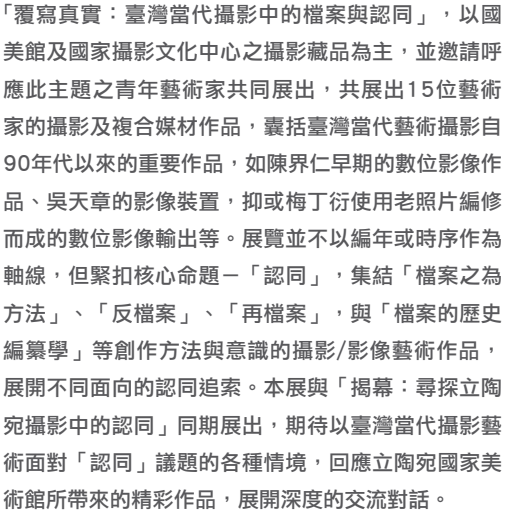 「覆寫真實：臺灣當代攝影中的檔案與認同」，以國
美館及國家攝影文化中心之攝影藏品為主，並邀請呼
應此主題之青年藝術家共同展出，共展出15位藝術
家的攝影及複合媒材作品，囊括臺灣當代藝術攝影自
90年代以來的重要作品，如陳界仁早期的數位影像作
品、吳天章的影像裝置，抑或梅丁衍使用老照片編修
而成的數位影像輸出等。展覽並不以編年或時序作為
軸線，但緊扣核心命題－「認同」，集結「檔案之為
方法」、「反檔案」、「再檔案」，與「檔案的歷史
編纂學」等創作方法與意識的攝影/影像藝術作品，
展開不同面向的認同追索。本展與「揭幕：尋探立陶
宛攝影中的認同」同期展出，期待以臺灣當代攝影藝
術面對「認同」議題的各種情境，回應立陶宛國家美
術館所帶來的精彩作品，展開深度的交流對話。